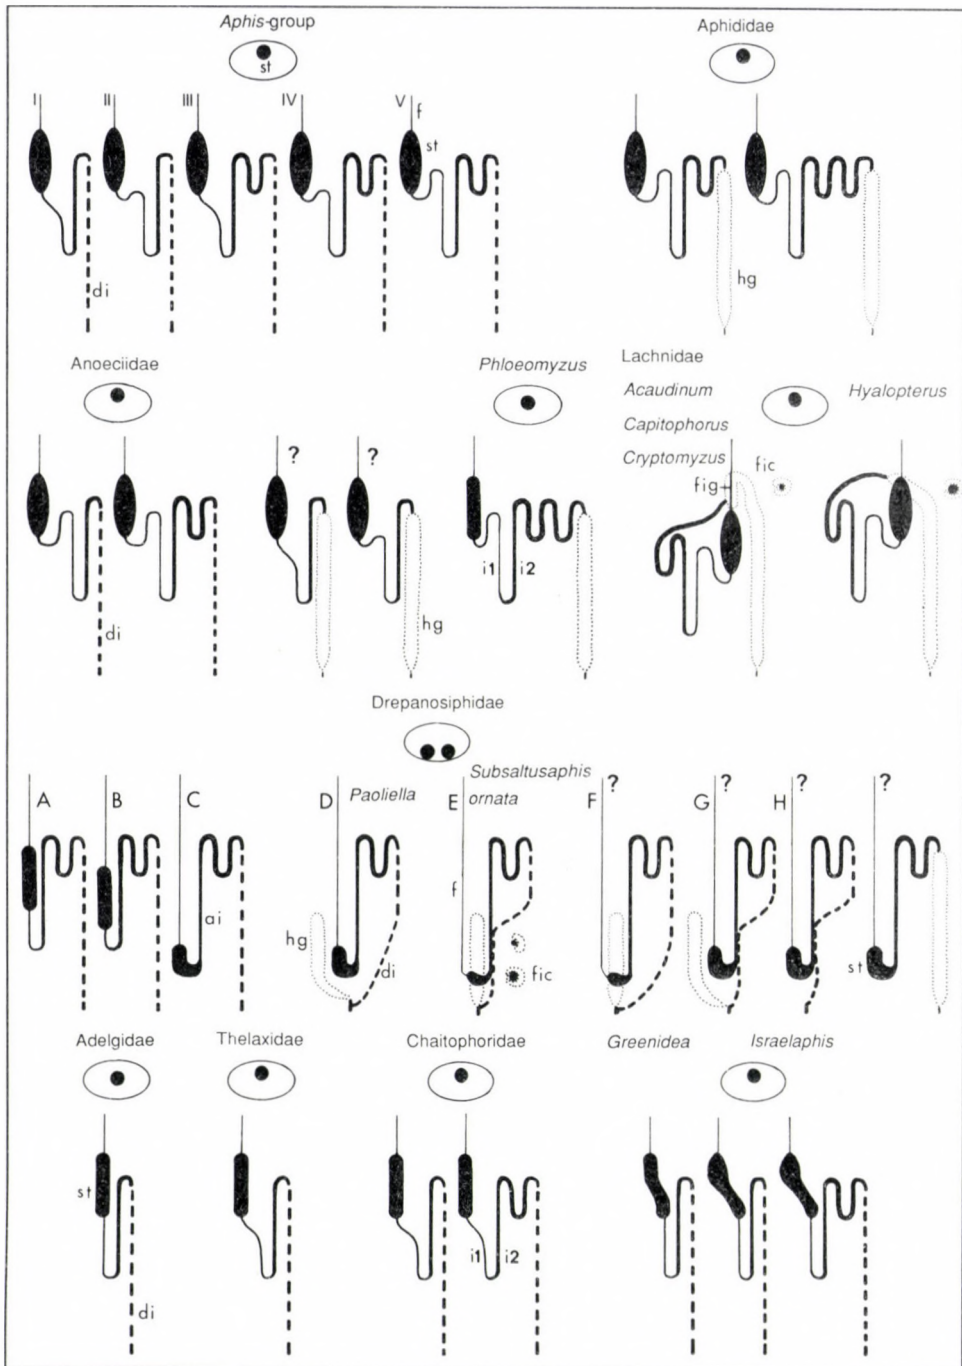 Aphis-group
Aphididae
st
I II III IV V
f
st
di
hg
Anoeciidae
Phloeomyzus
Lachnidae
Acaudinum
Hyalopterus
Capitophorus
Cryptomyzus
fic
fig
? ?
i1 i2
di
hg
Drepanosiphidae
A B C D Paoliella E Subsaltusaphis ornata F ? G ? H ? ?
f
ai
hg
di
fic
st
Adelgidae
Thelaxidae
Chaitophoridae
Greenidea
Israelaphis
st
i1 i2
di